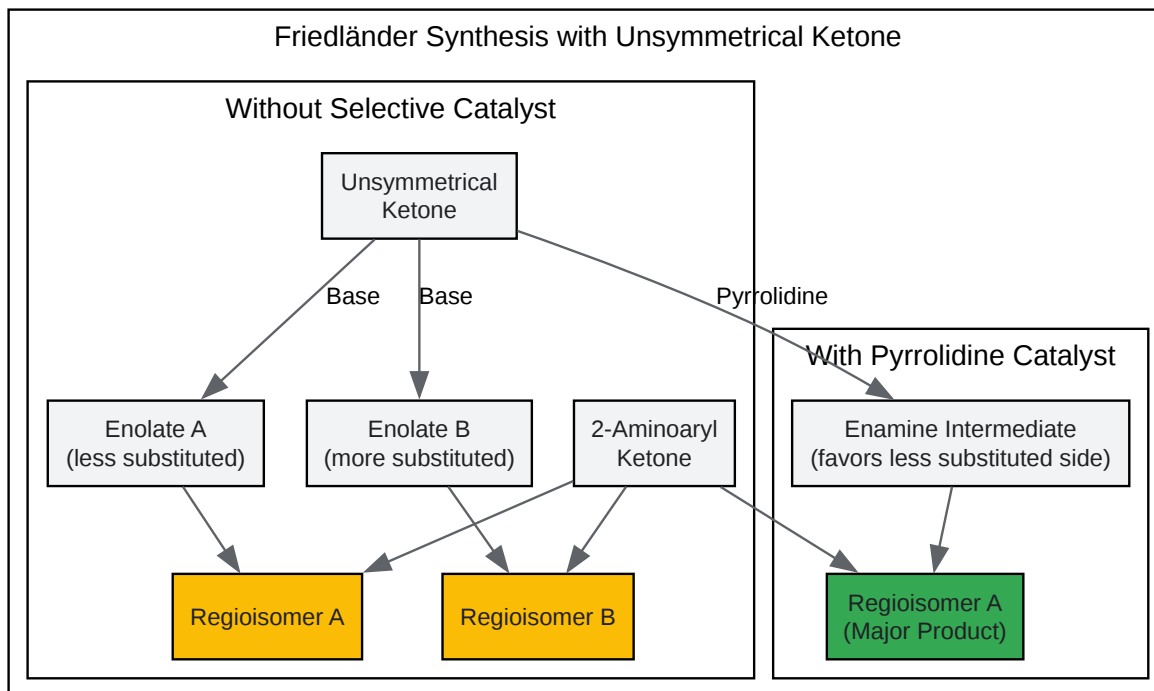 Friedländer Synthesis with Unsymmetrical Ketone
Without Selective Catalyst
Unsymmetrical
Ketone
Base
Base
Pyrrolidine
With Pyrrolidine Catalyst
Enolate A
(less substituted)
Enolate B
(more substituted)
2-Aminoaryl
Ketone
Enamine Intermediate
(favors less substituted side)
Regioisomer A
Regioisomer B
Regioisomer A
(Major Product)